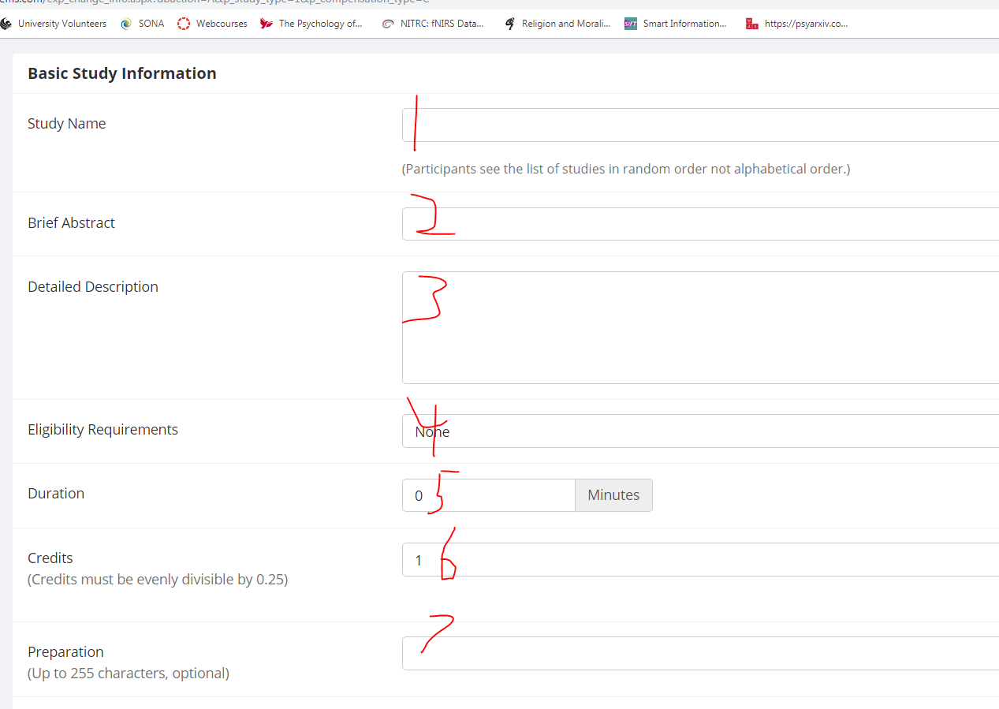 University Volunteers SONA Webcourses The Psychology of... NITRC: fNIRS Data... Religion and Morali... SIFT Smart Information... https://psyarxiv.co...
Basic Study Information
Study Name 1
(Participants see the list of studies in random order not alphabetical order.)
Brief Abstract 2
Detailed Description 3
Eligibility Requirements None 4
Duration 0 5 Minutes
Credits 1 6
(Credits must be evenly divisible by 0.25)
Preparation 7
(Up to 255 characters, optional)